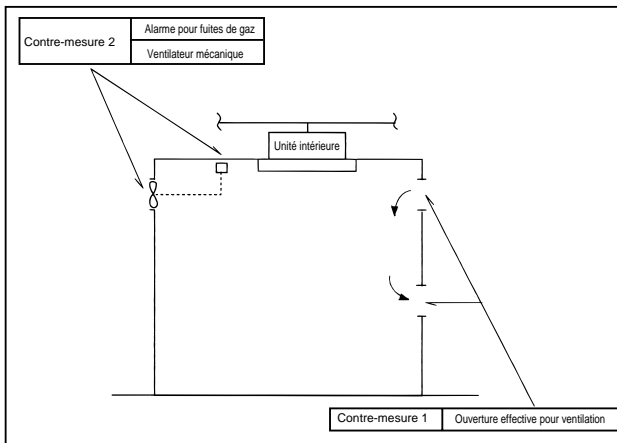 Contre-mesure 2
Alarme pour fuites de gaz
Ventilateur mécanique
Unité intérieure
Contre-mesure 1
Ouverture effective pour ventilation